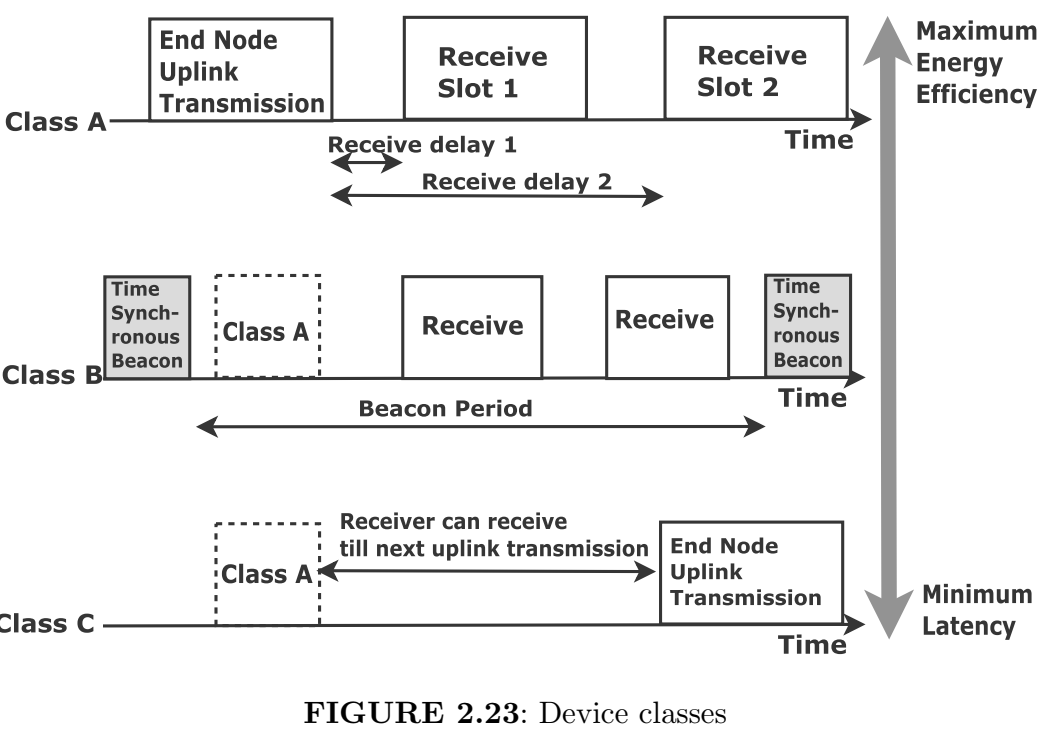 End Node
Uplink
Transmission
Receive
Slot 1
Receive
Slot 2
Maximum
Energy
Efficiency
Class A
Time
Receive delay 1
Receive delay 2
Time
Synch-
ronous
Beacon
Class A
Receive
Receive
Time
Synch-
ronous
Beacon
Class B
Time
Beacon Period
Receiver can receive
till next uplink transmission
Class A
End Node
Uplink
Transmission
Minimum
Latency
Class C
Time
FIGURE 2.23: Device classes